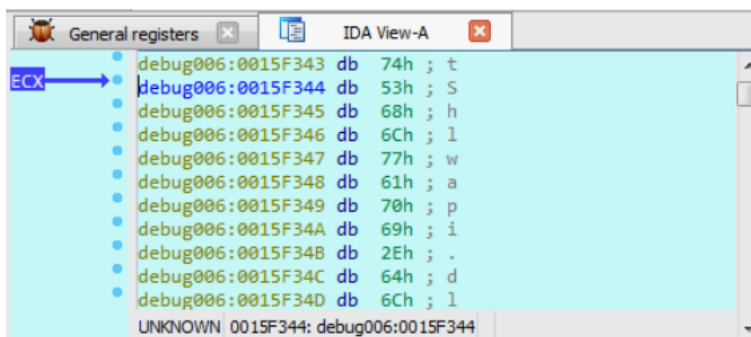 General registers IDA View-A
debug006:0015F343 db 74h ; t
ECX debug006:0015F344 db 53h ; S
debug006:0015F345 db 68h ; h
debug006:0015F346 db 6Ch ; l
debug006:0015F347 db 77h ; w
debug006:0015F348 db 61h ; a
debug006:0015F349 db 70h ; p
debug006:0015F34A db 69h ; i
debug006:0015F34B db 2Eh ; .
debug006:0015F34C db 64h ; d
debug006:0015F34D db 6Ch ; l
UNKNOWN 0015F344: debug006:0015F344